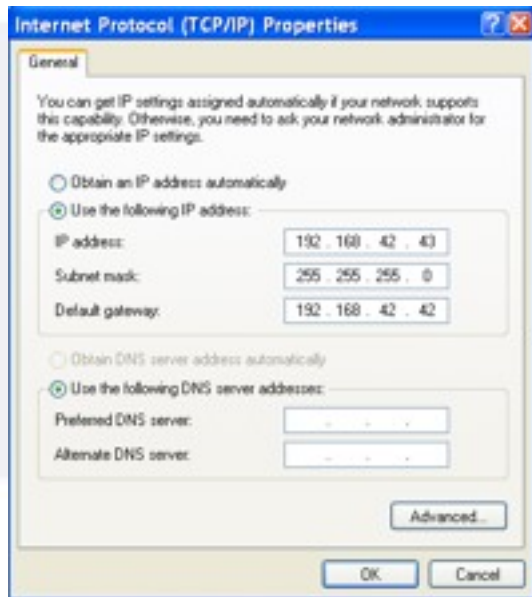 Internet Protocol (TCP/IP) Properties
General
You can get IP settings assigned automatically if your network supports
this capability. Otherwise, you need to ask your network administrator for
the appropriate IP settings.
Obtain an IP address automatically
Use the following IP address:
IP address: 192 . 168 . 42 . 43
Subnet mask: 255 . 255 . 255 . 0
Default gateway: 192 . 168 . 42 . 42
Obtain DNS server address automatically
Use the following DNS server addresses:
Preferred DNS server: . . .
Alternate DNS server: . . .
Advanced...
OK Cancel